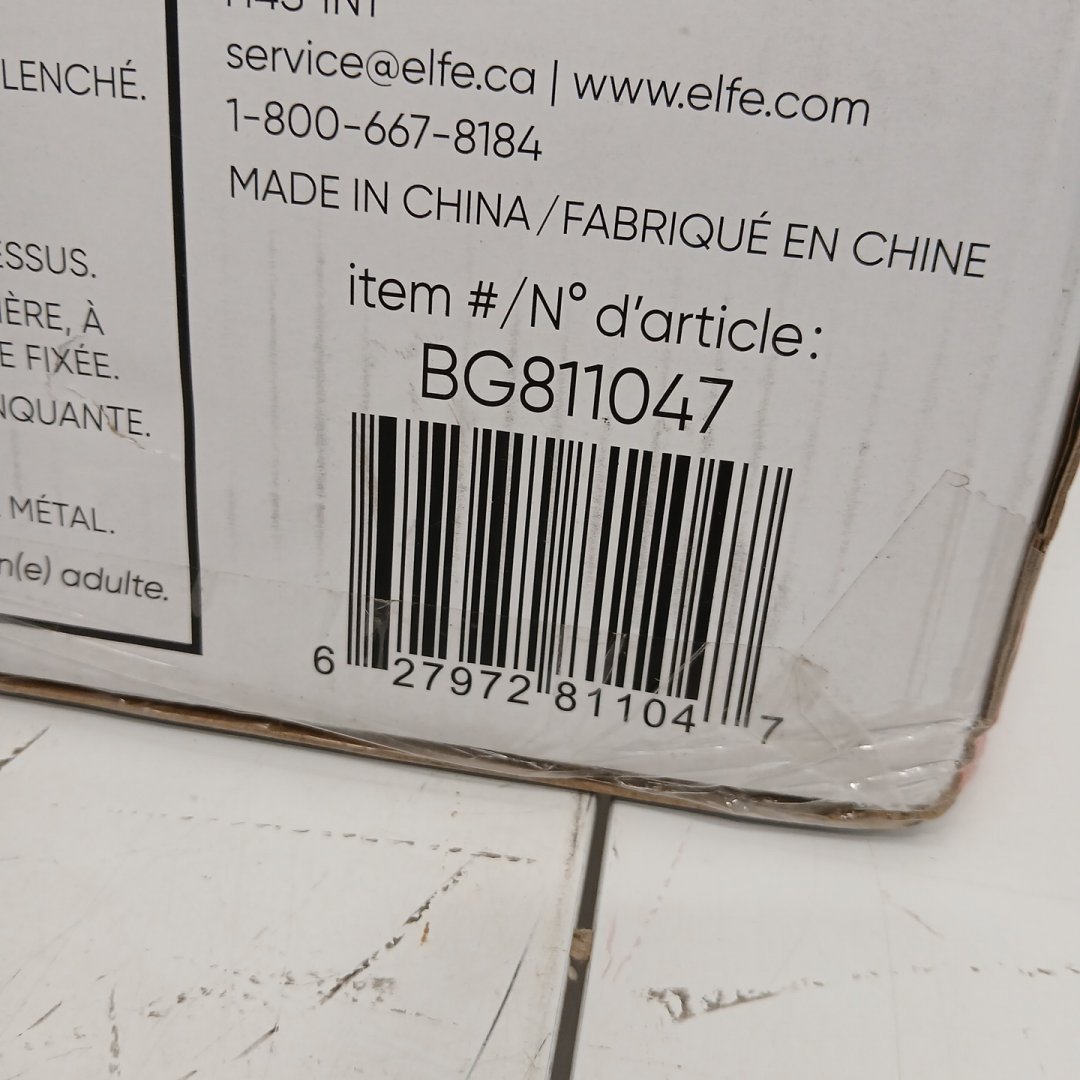 LENCHÉ.
ESSUS.
IÈRE, À
E FIXÉE.
NQUANTE.
MÉTAL.
n(e) adulte.
service@elfe.ca | www.elfe.com
1-800-667-8184
MADE IN CHINA/FABRIQUÉ EN CHINE
item #/N° d'article:
BG811047
6 27972 81104 7